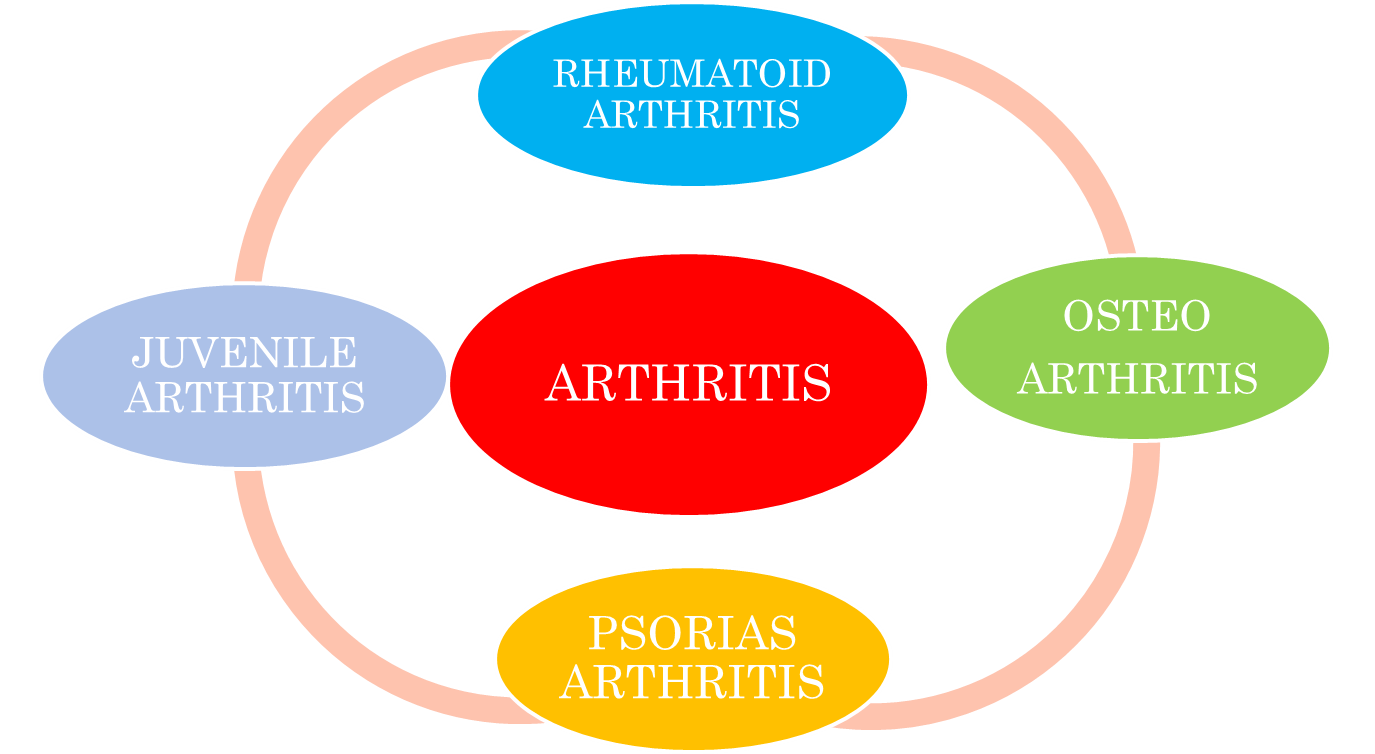 RHEUMATOID
ARTHRITIS
OSTEO
ARTHRITIS
JUVENILE
ARTHRITIS
ARTHRITIS
PSORIAS
ARTHRITIS